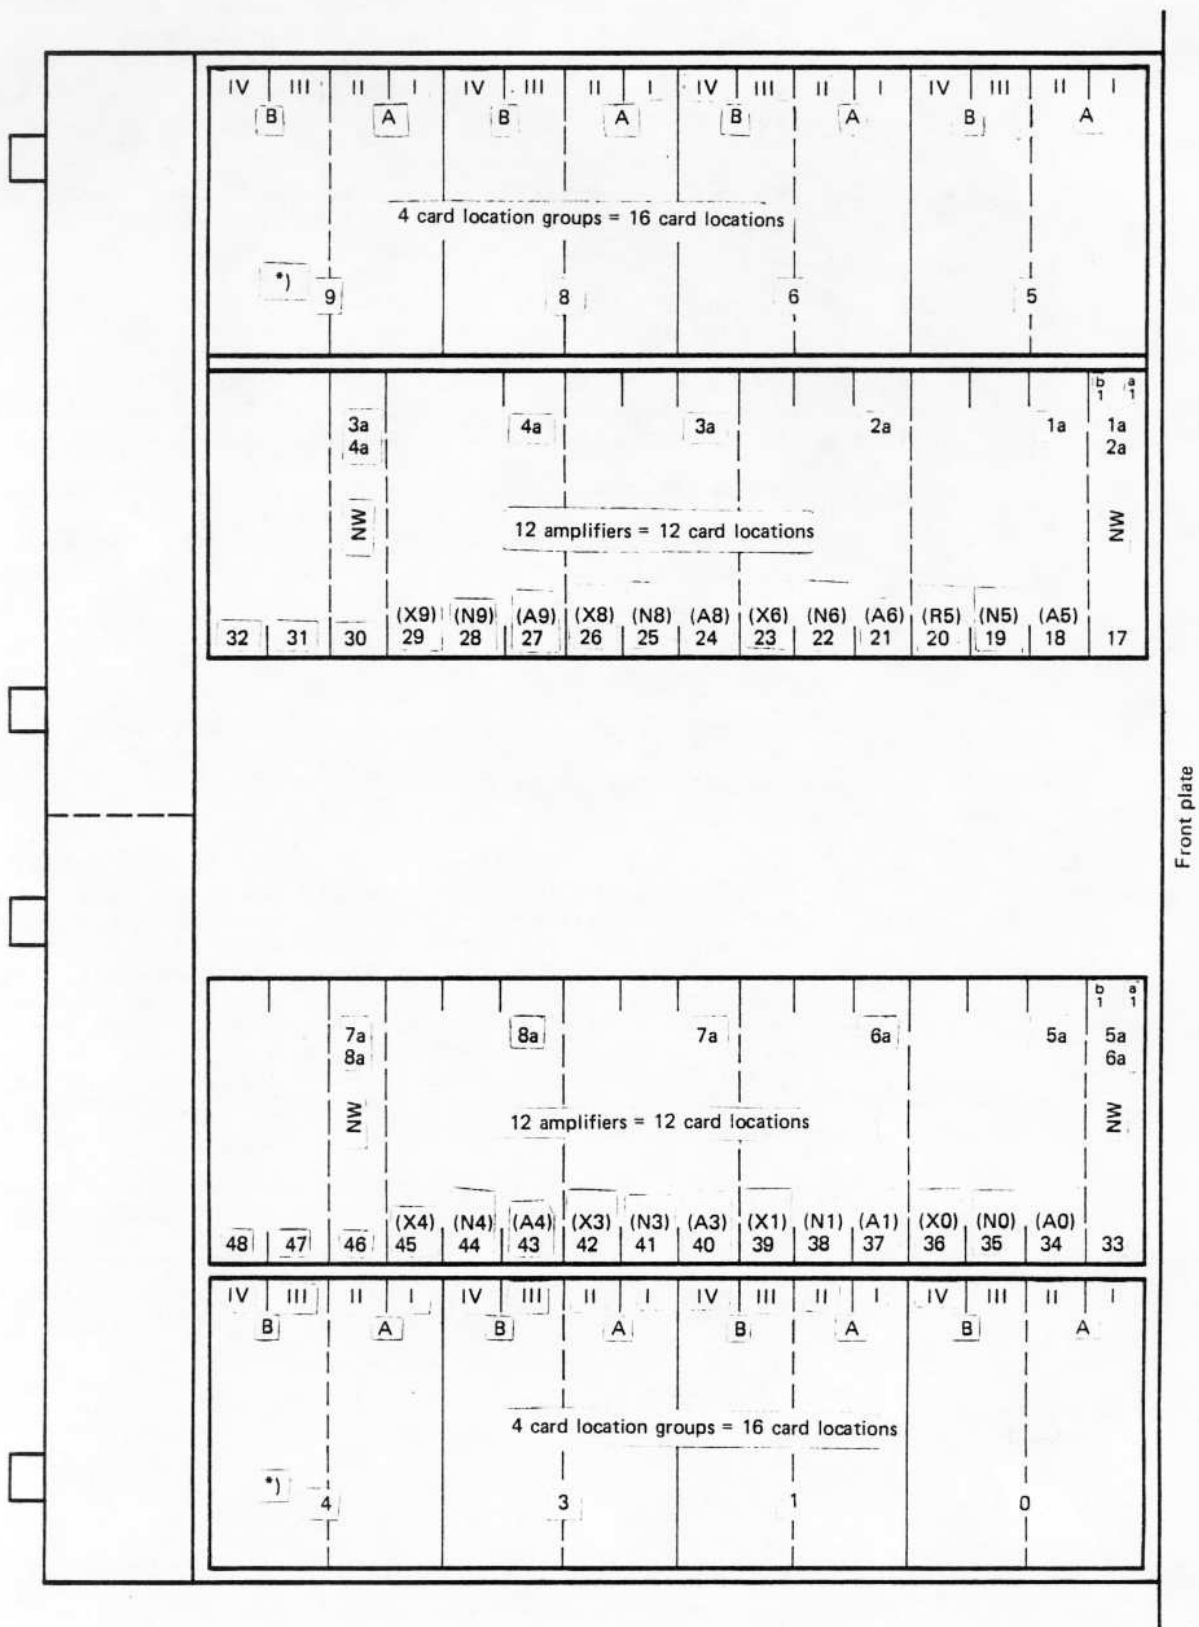 IV III II I IV III II I IV III II I IV III II I
B A B A B A B A
4 card location groups = 16 card locations
*)
9 8 6 5
b a
1 1
3a 4a 3a 2a 1a 1a
4a 2a
NW NW
12 amplifiers = 12 card locations
(X9) (N9) (A9) (X8) (N8) (A8) (X6) (N6) (A6) (R5) (N5) (A5)
32 31 30 29 28 27 26 25 24 23 22 21 20 19 18 17
Front plate
b a
1 1
7a 8a 7a 6a 5a 5a
8a 6a
NW NW
12 amplifiers = 12 card locations
(X4) (N4) (A4) (X3) (N3) (A3) (X1) (N1) (A1) (X0) (N0) (A0)
48 47 46 45 44 43 42 41 40 39 38 37 36 35 34 33
IV III II I IV III II I IV III II I IV III II I
B A B A B A B A
4 card location groups = 16 card locations
*)
4 3 1 0